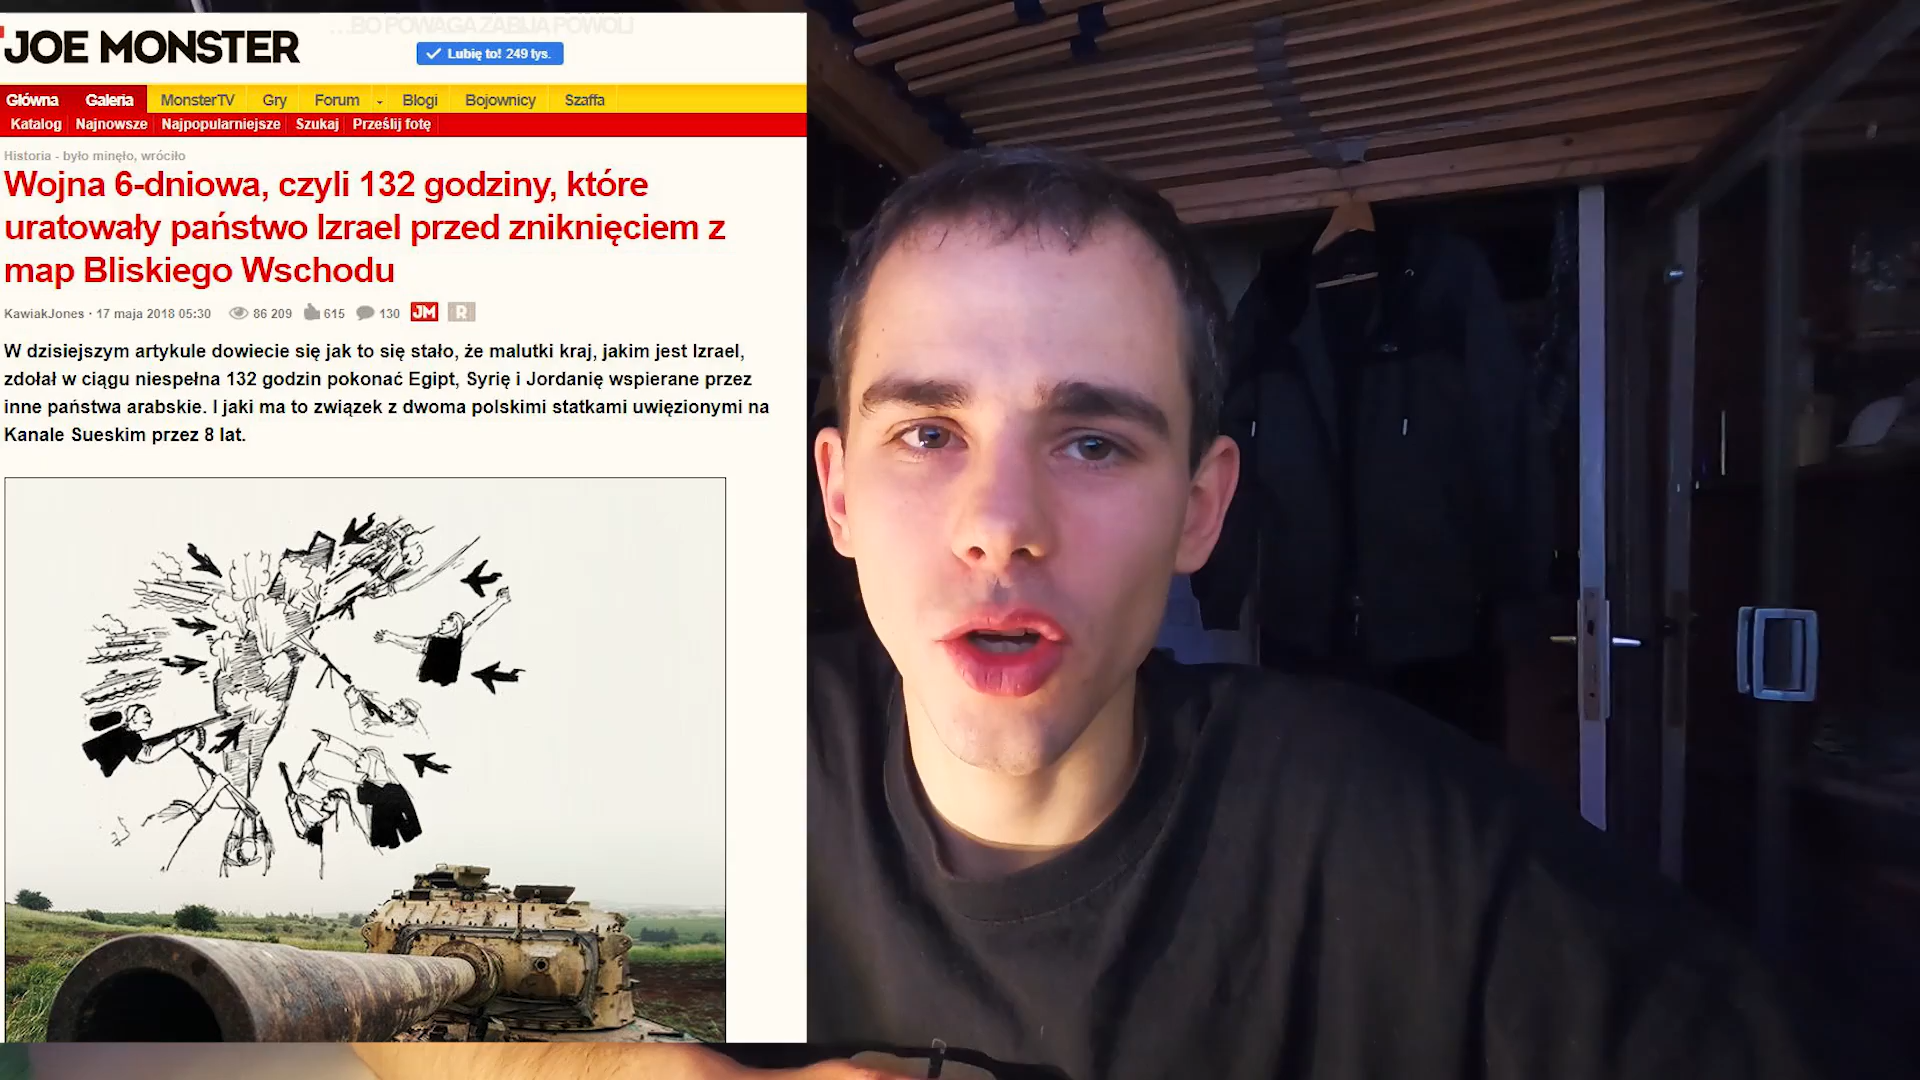 ...BO POWAGA ZABIJA POWOLI
JOE MONSTER
Lubię to! 249 tys.
Główna Galeria MonsterTV Gry Forum Blogi Bojownicy Szaffa
Katalog Najnowsze Najpopularniejsze Szukaj Prześlij fotę
Historia - było minęło, wróciło
Wojna 6-dniowa, czyli 132 godziny, które
uratowały państwo Izrael przed zniknięciem z
map Bliskiego Wschodu
KawiakJones · 17 maja 2018 05:30 86 209 615 130 JM R
W dzisiejszym artykule dowiecie się jak to się stało, że malutki kraj, jakim jest Izrael,
zdołał w ciągu niespełna 132 godzin pokonać Egipt, Syrię i Jordanię wspierane przez
inne państwa arabskie. I jaki ma to związek z dwoma polskimi statkami uwięzionymi na
Kanale Sueskim przez 8 lat.